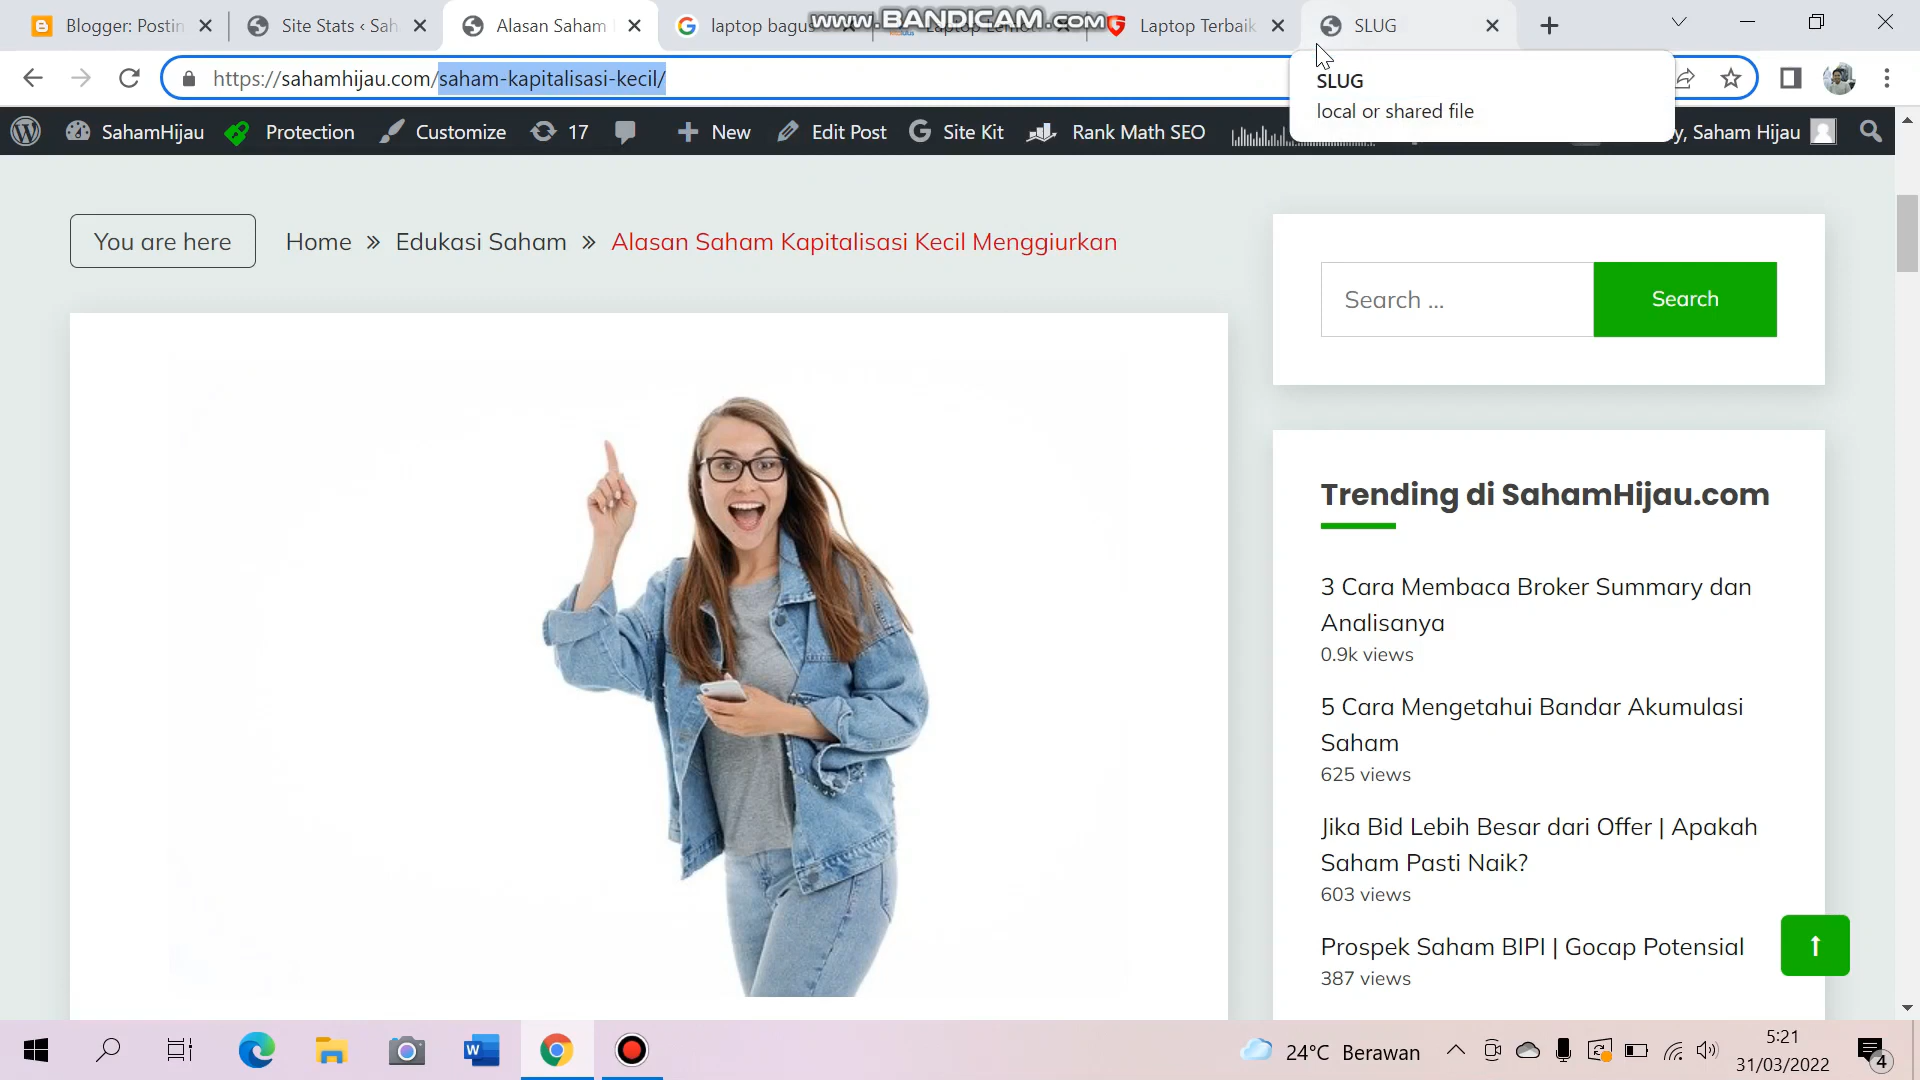 Blogger: Postin
Site Stats ‹ Sah
Alasan Saham
laptop bagus
www.BANDICAM.com
Laptop Terbaik
SLUG
https://sahamhijau.com/saham-kapitalisasi-kecil/
SLUG
local or shared file
SahamHijau
Protection
Customize
17
New
Edit Post
Site Kit
Rank Math SEO
y, Saham Hijau
You are here
Home » Edukasi Saham » Alasan Saham Kapitalisasi Kecil Menggiurkan
Search ...
Search
Trending di SahamHijau.com
3 Cara Membaca Broker Summary dan
Analisanya
0.9k views
5 Cara Mengetahui Bandar Akumulasi
Saham
625 views
Jika Bid Lebih Besar dari Offer | Apakah
Saham Pasti Naik?
603 views
Prospek Saham BIPI | Gocap Potensial
387 views
24°C Berawan
5:21
31/03/2022
4